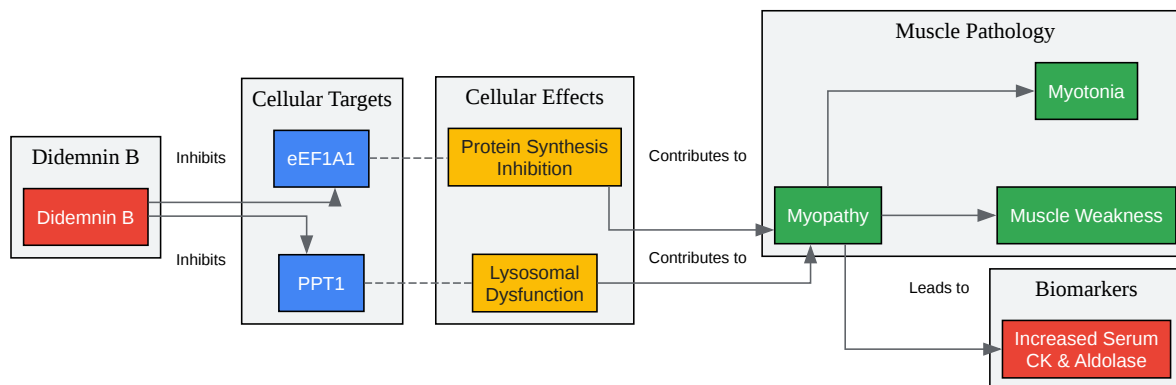 Didemnin B
Didemnin B
Inhibits
Inhibits
Cellular Targets
eEF1A1
PPT1
Cellular Effects
Protein Synthesis
Inhibition
Lysosomal
Dysfunction
Contributes to
Contributes to
Muscle Pathology
Myotonia
Myopathy
Muscle Weakness
Leads to
Biomarkers
Increased Serum
CK & Aldolase